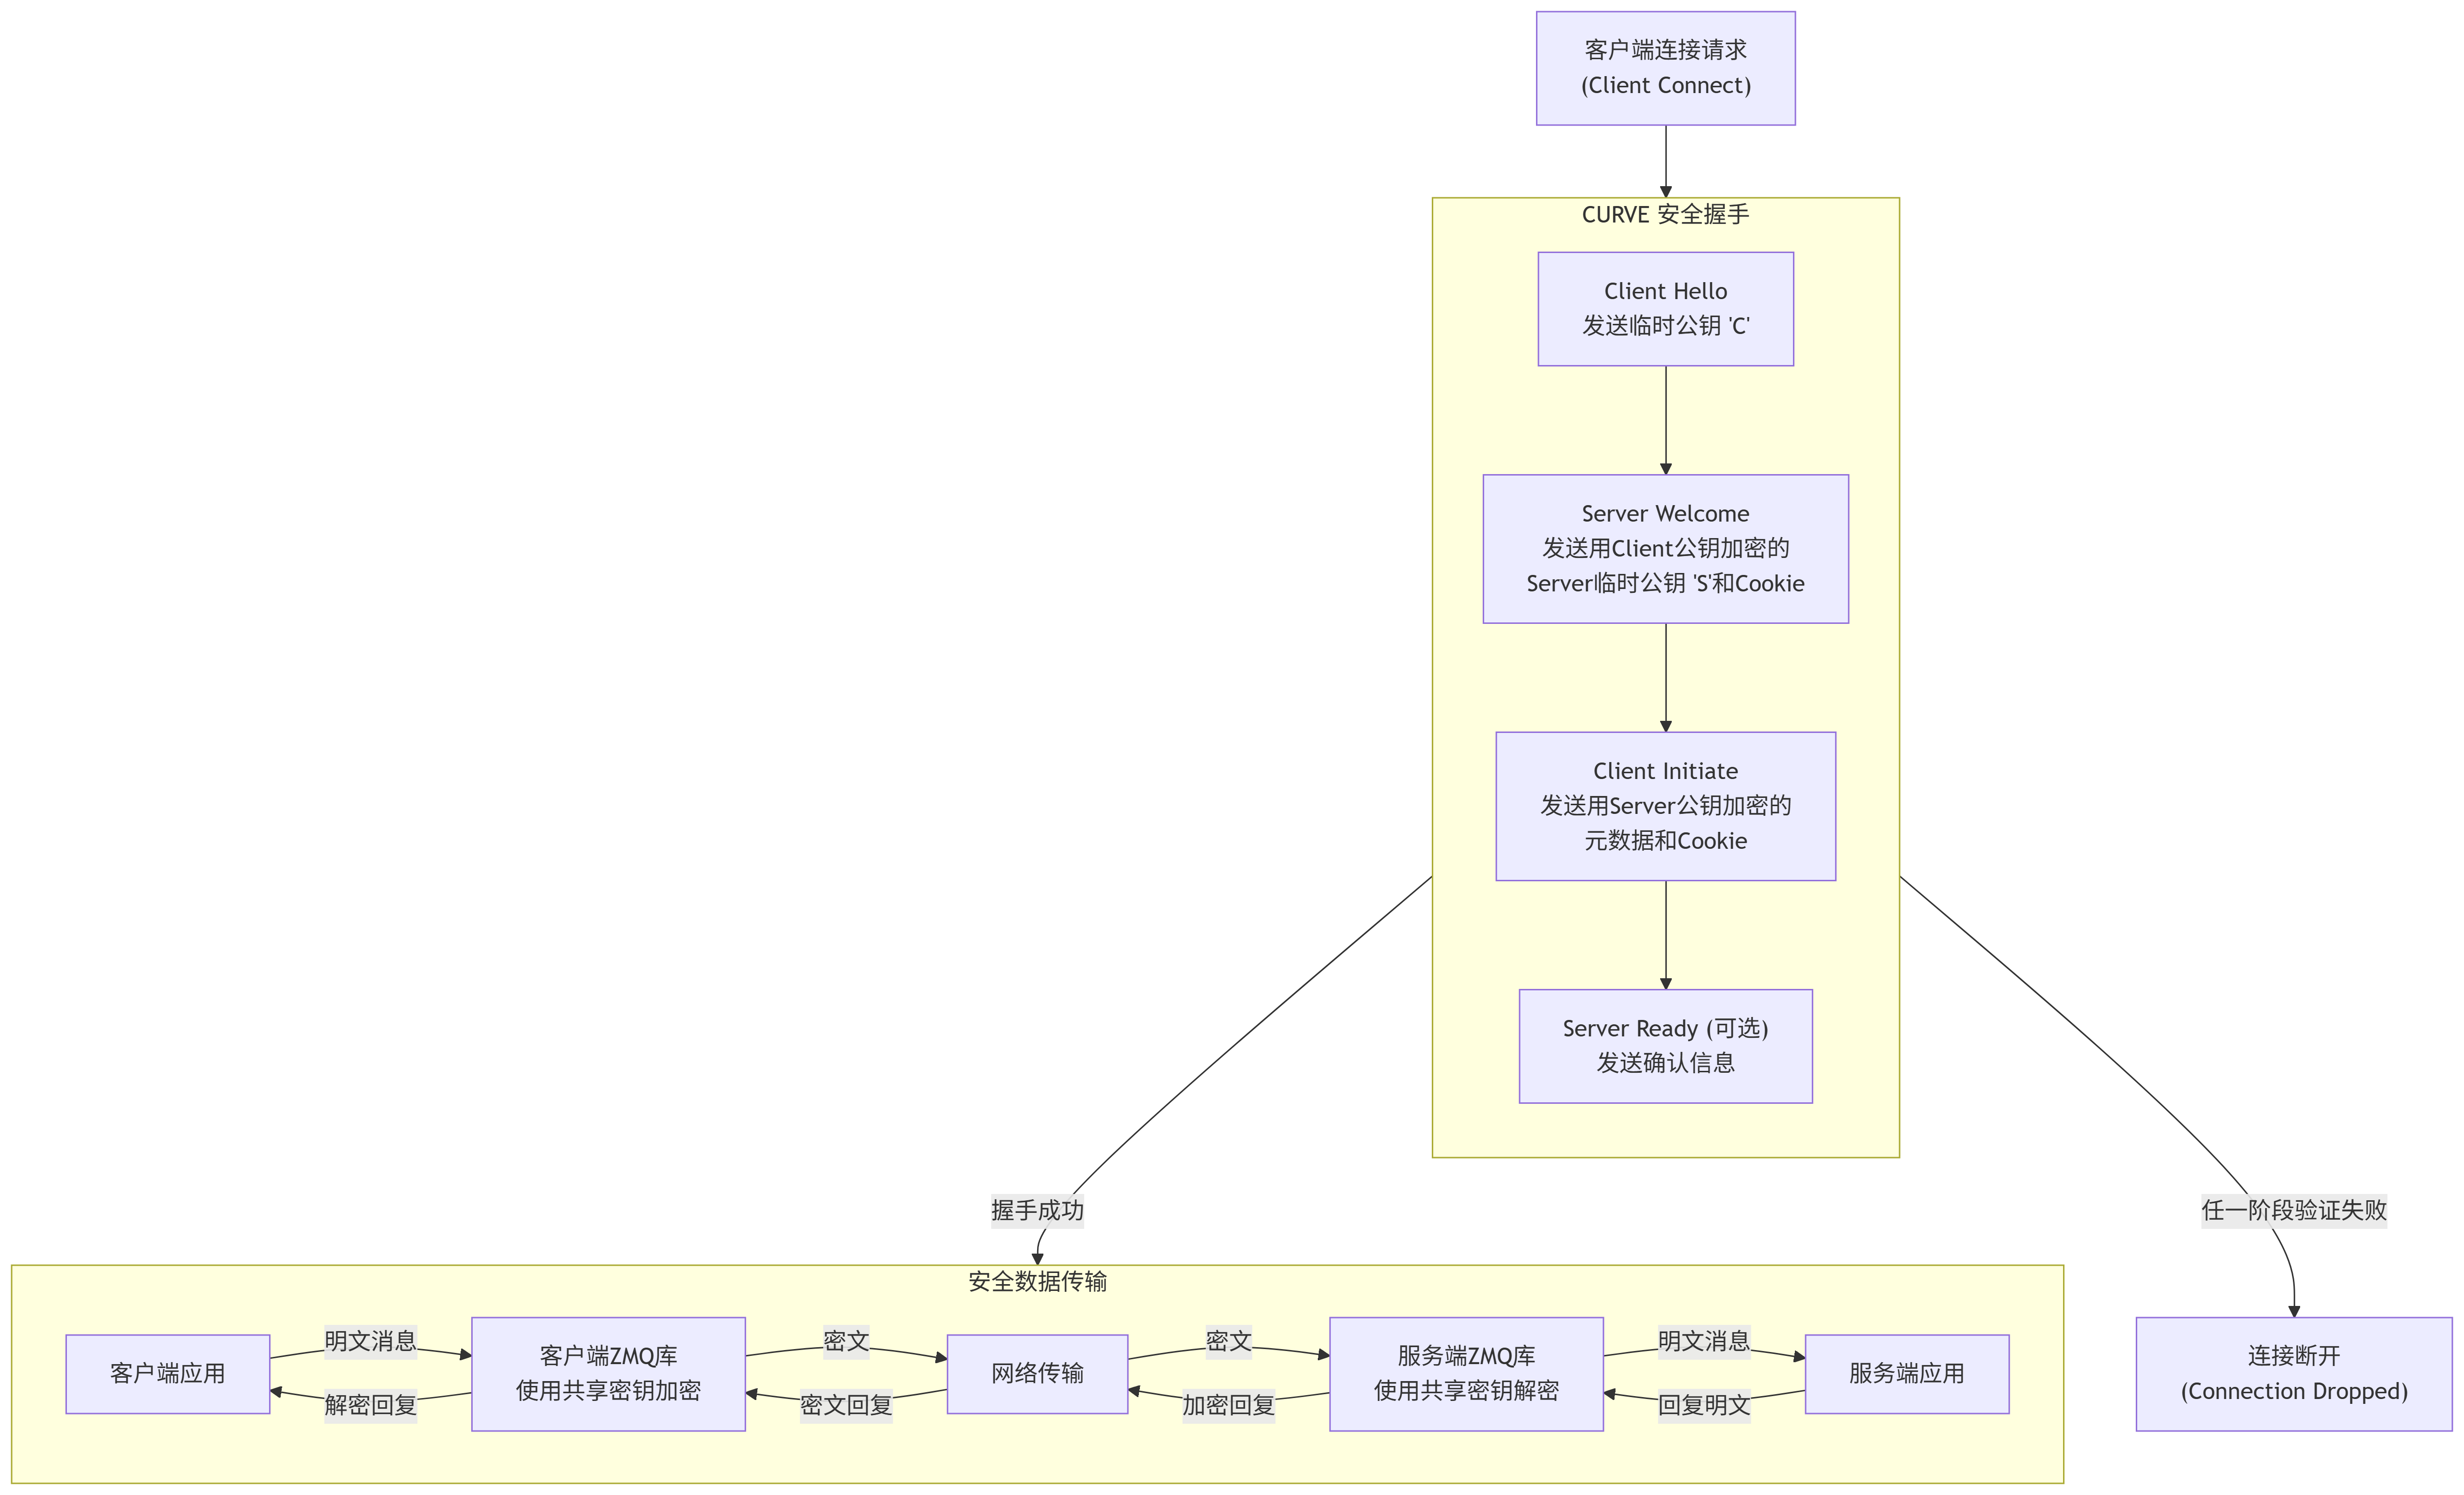 客户端连接请求
(Client Connect)
CURVE 安全握手
Client Hello
发送临时公钥 'C'
Server Welcome
发送用Client公钥加密的
Server临时公钥 'S'和Cookie
Client Initiate
发送用Server公钥加密的
元数据和Cookie
Server Ready (可选)
发送确认信息
握手成功
任一阶段验证失败
安全数据传输
客户端应用
明文消息
解密回复
客户端ZMQ库
使用共享密钥加密
密文
密文回复
网络传输
密文
加密回复
服务端ZMQ库
使用共享密钥解密
明文消息
回复明文
服务端应用
连接断开
(Connection Dropped)